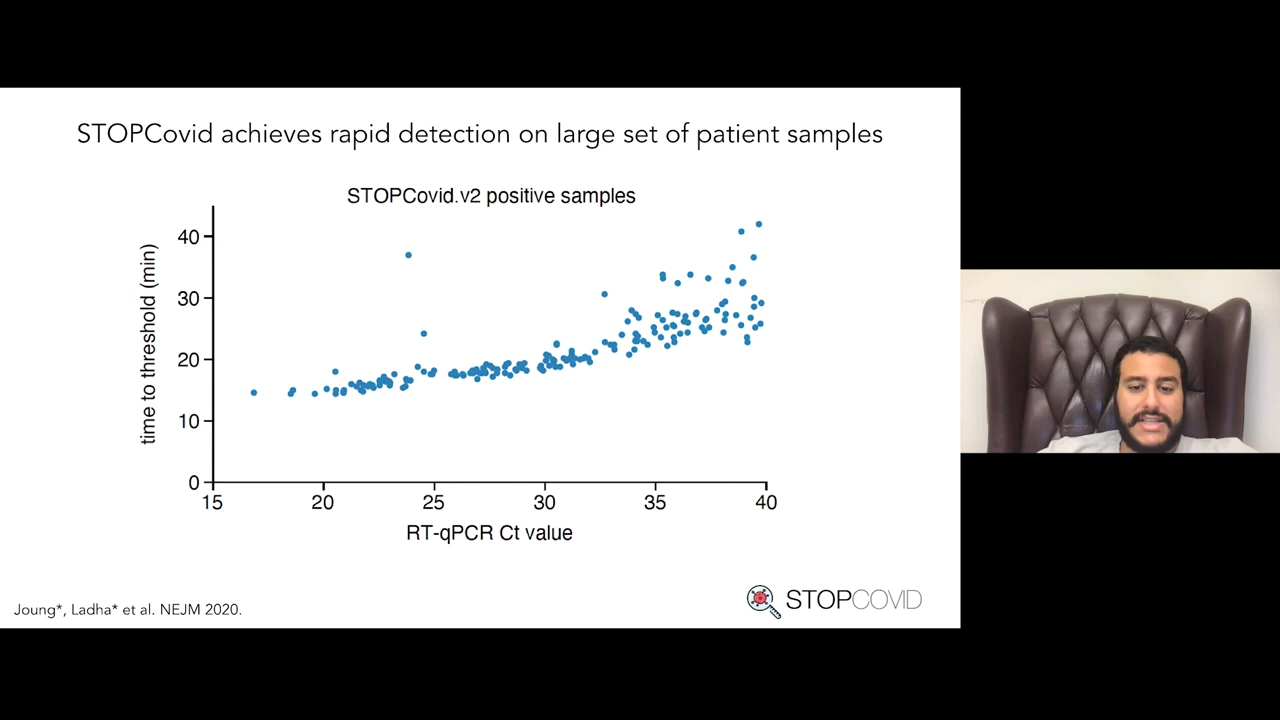 STOPCovid achieves rapid detection on large set of patient samples
STOPCovid.v2 positive samples
time to threshold (min)
40
30
20
10
0
15 20 25 30 35 40
RT-qPCR Ct value
Joung*, Ladha* et al. NEJM 2020.
STOPCOVID